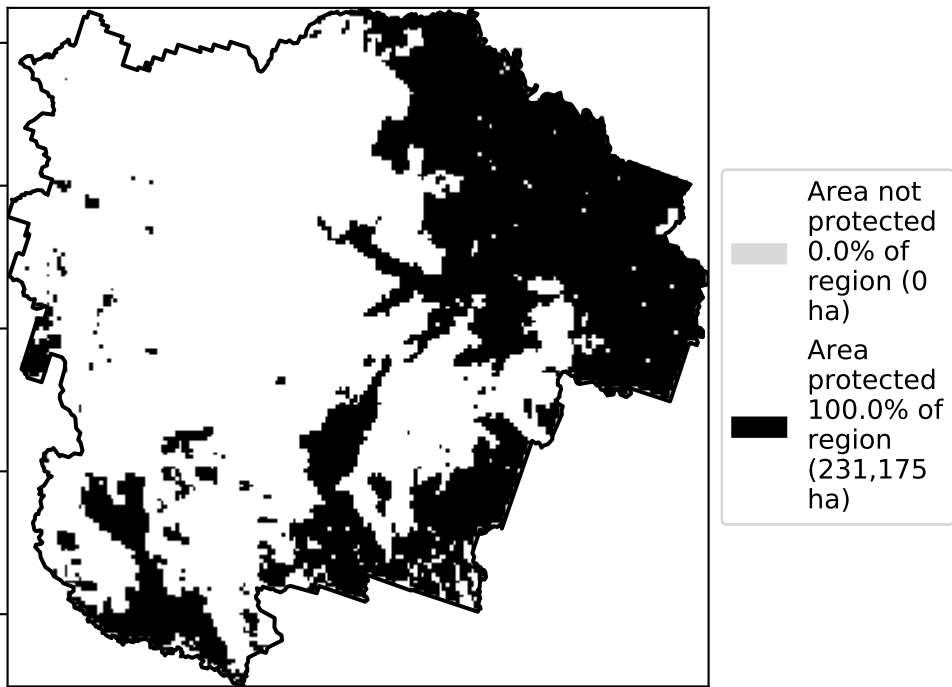 Area not
protected
0.0% of
region (0
ha)
Area
protected
100.0% of
region
(231,175
ha)